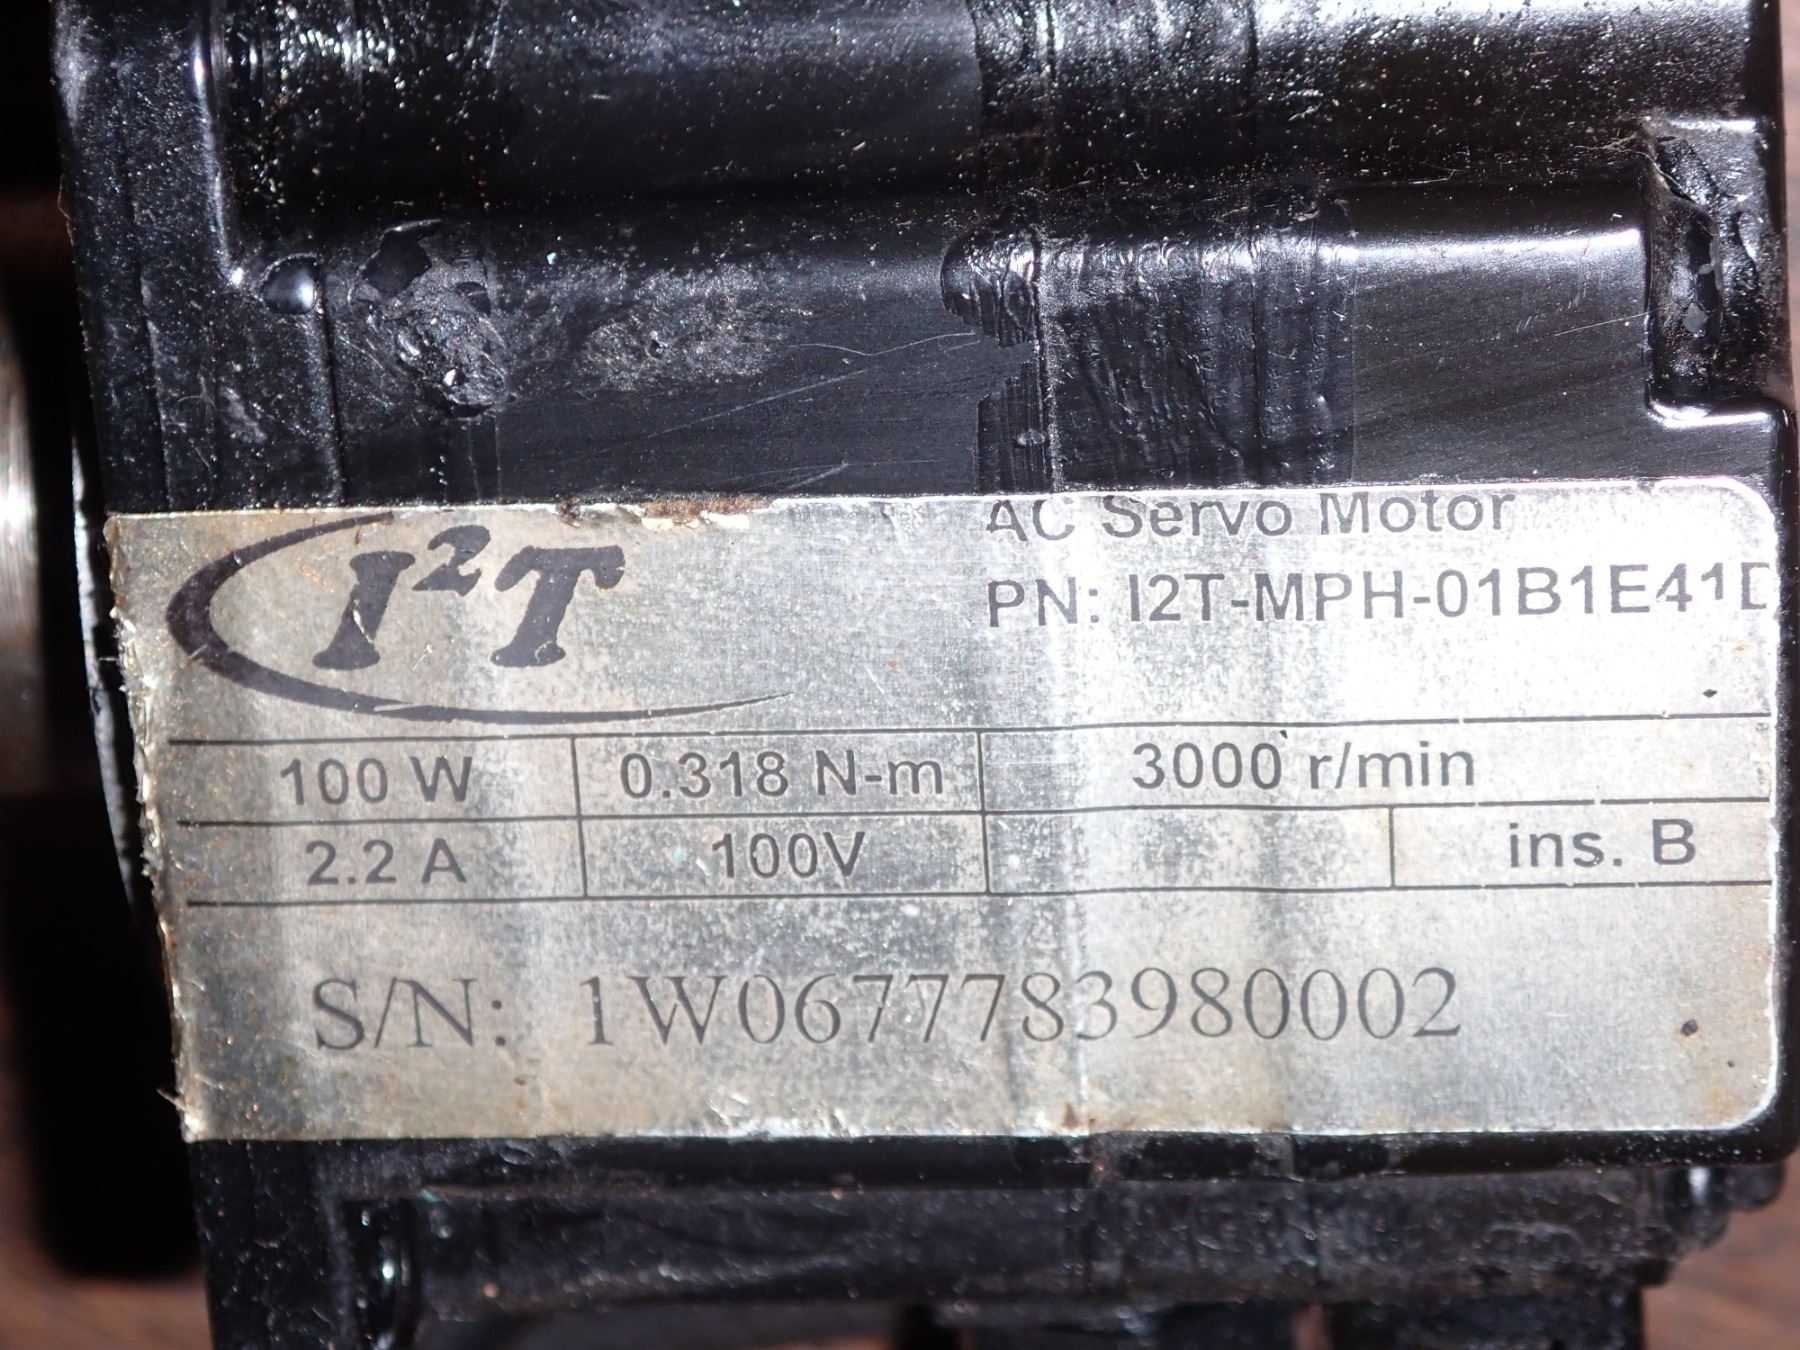 I²T
AC Servo Motor
PN: I2T-MPH-01B1E41D
100 W 0.318 N-m 3000 r/min
2.2 A 100V ins. B
S/N: 1W0677783980002